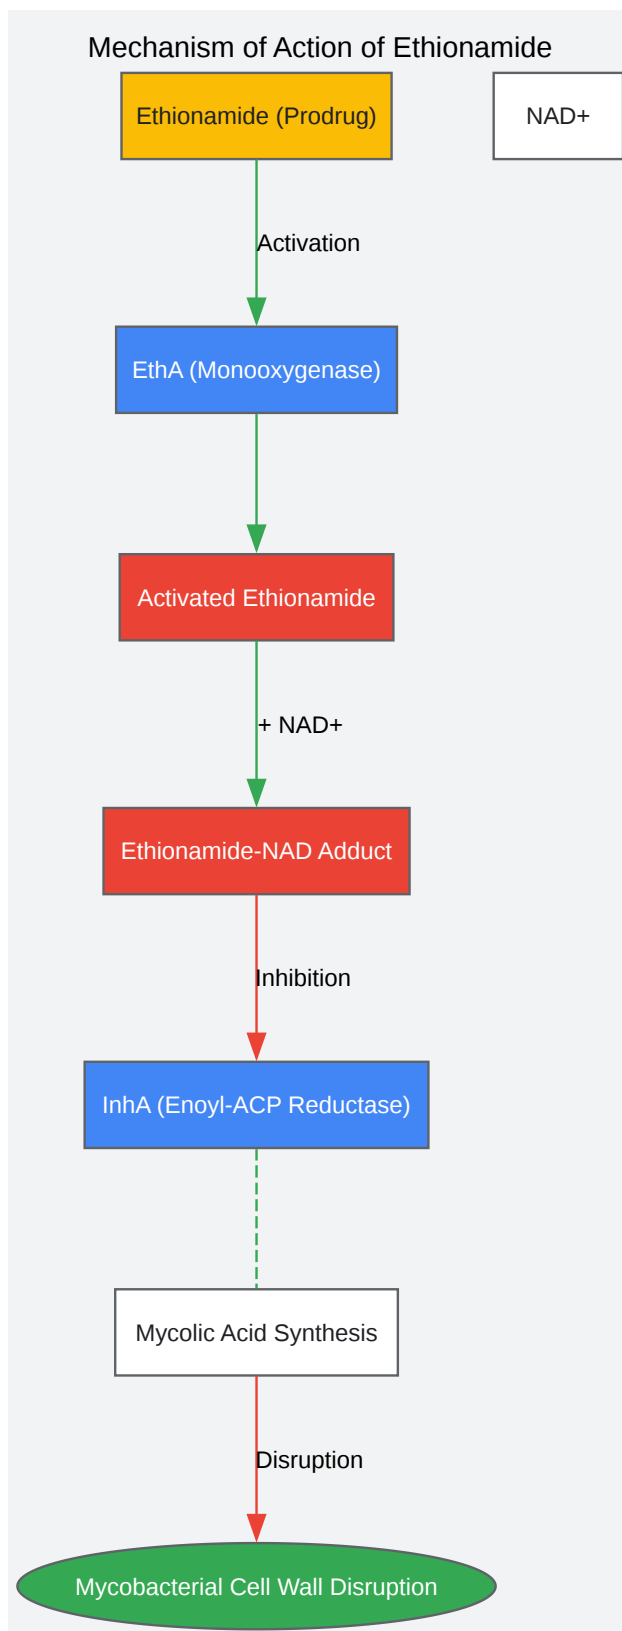 Mechanism of Action of Ethionamide
Ethionamide (Prodrug)
NAD+
Activation
EthA (Monooxygenase)
Activated Ethionamide
+ NAD+
Ethionamide-NAD Adduct
Inhibition
InhA (Enoyl-ACP Reductase)
Mycolic Acid Synthesis
Disruption
Mycobacterial Cell Wall Disruption